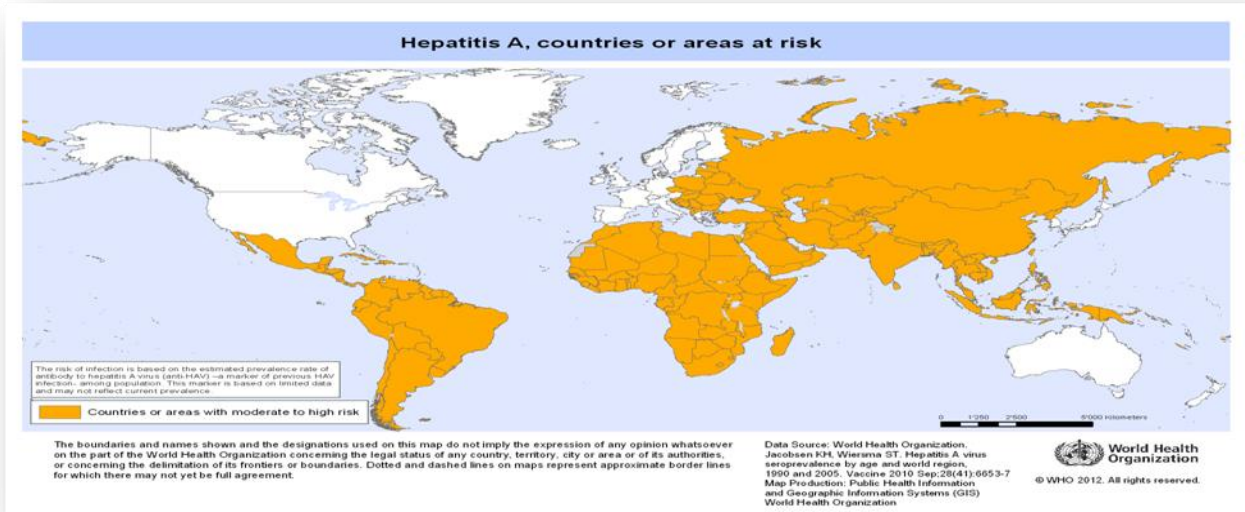 Hepatitis A, countries or areas at risk
The risk of infection is based on the estimated prevalence rate of
antibody to hepatitis A virus (anti-HAV) –a marker of previous HAV
infection- among population. This marker is based on limited data
and may not reflect current prevalence.
Countries or areas with moderate to high risk
0 1'250 2'500 5'000 Kilometers
The boundaries and names shown and the designations used on this map do not imply the expression of any opinion whatsoever
on the part of the World Health Organization concerning the legal status of any country, territory, city or area or of its authorities,
or concerning the delimitation of its frontiers or boundaries. Dotted and dashed lines on maps represent approximate border lines
for which there may not yet be full agreement.
Data Source: World Health Organization.
Jacobsen KH, Wiersma ST. Hepatitis A virus
seroprevalence by age and world region,
1990 and 2005. Vaccine 2010 Sep;28(41):6653-7
Map Production: Public Health Information
and Geographic Information Systems (GIS)
World Health Organization
World Health
Organization
© WHO 2012. All rights reserved.